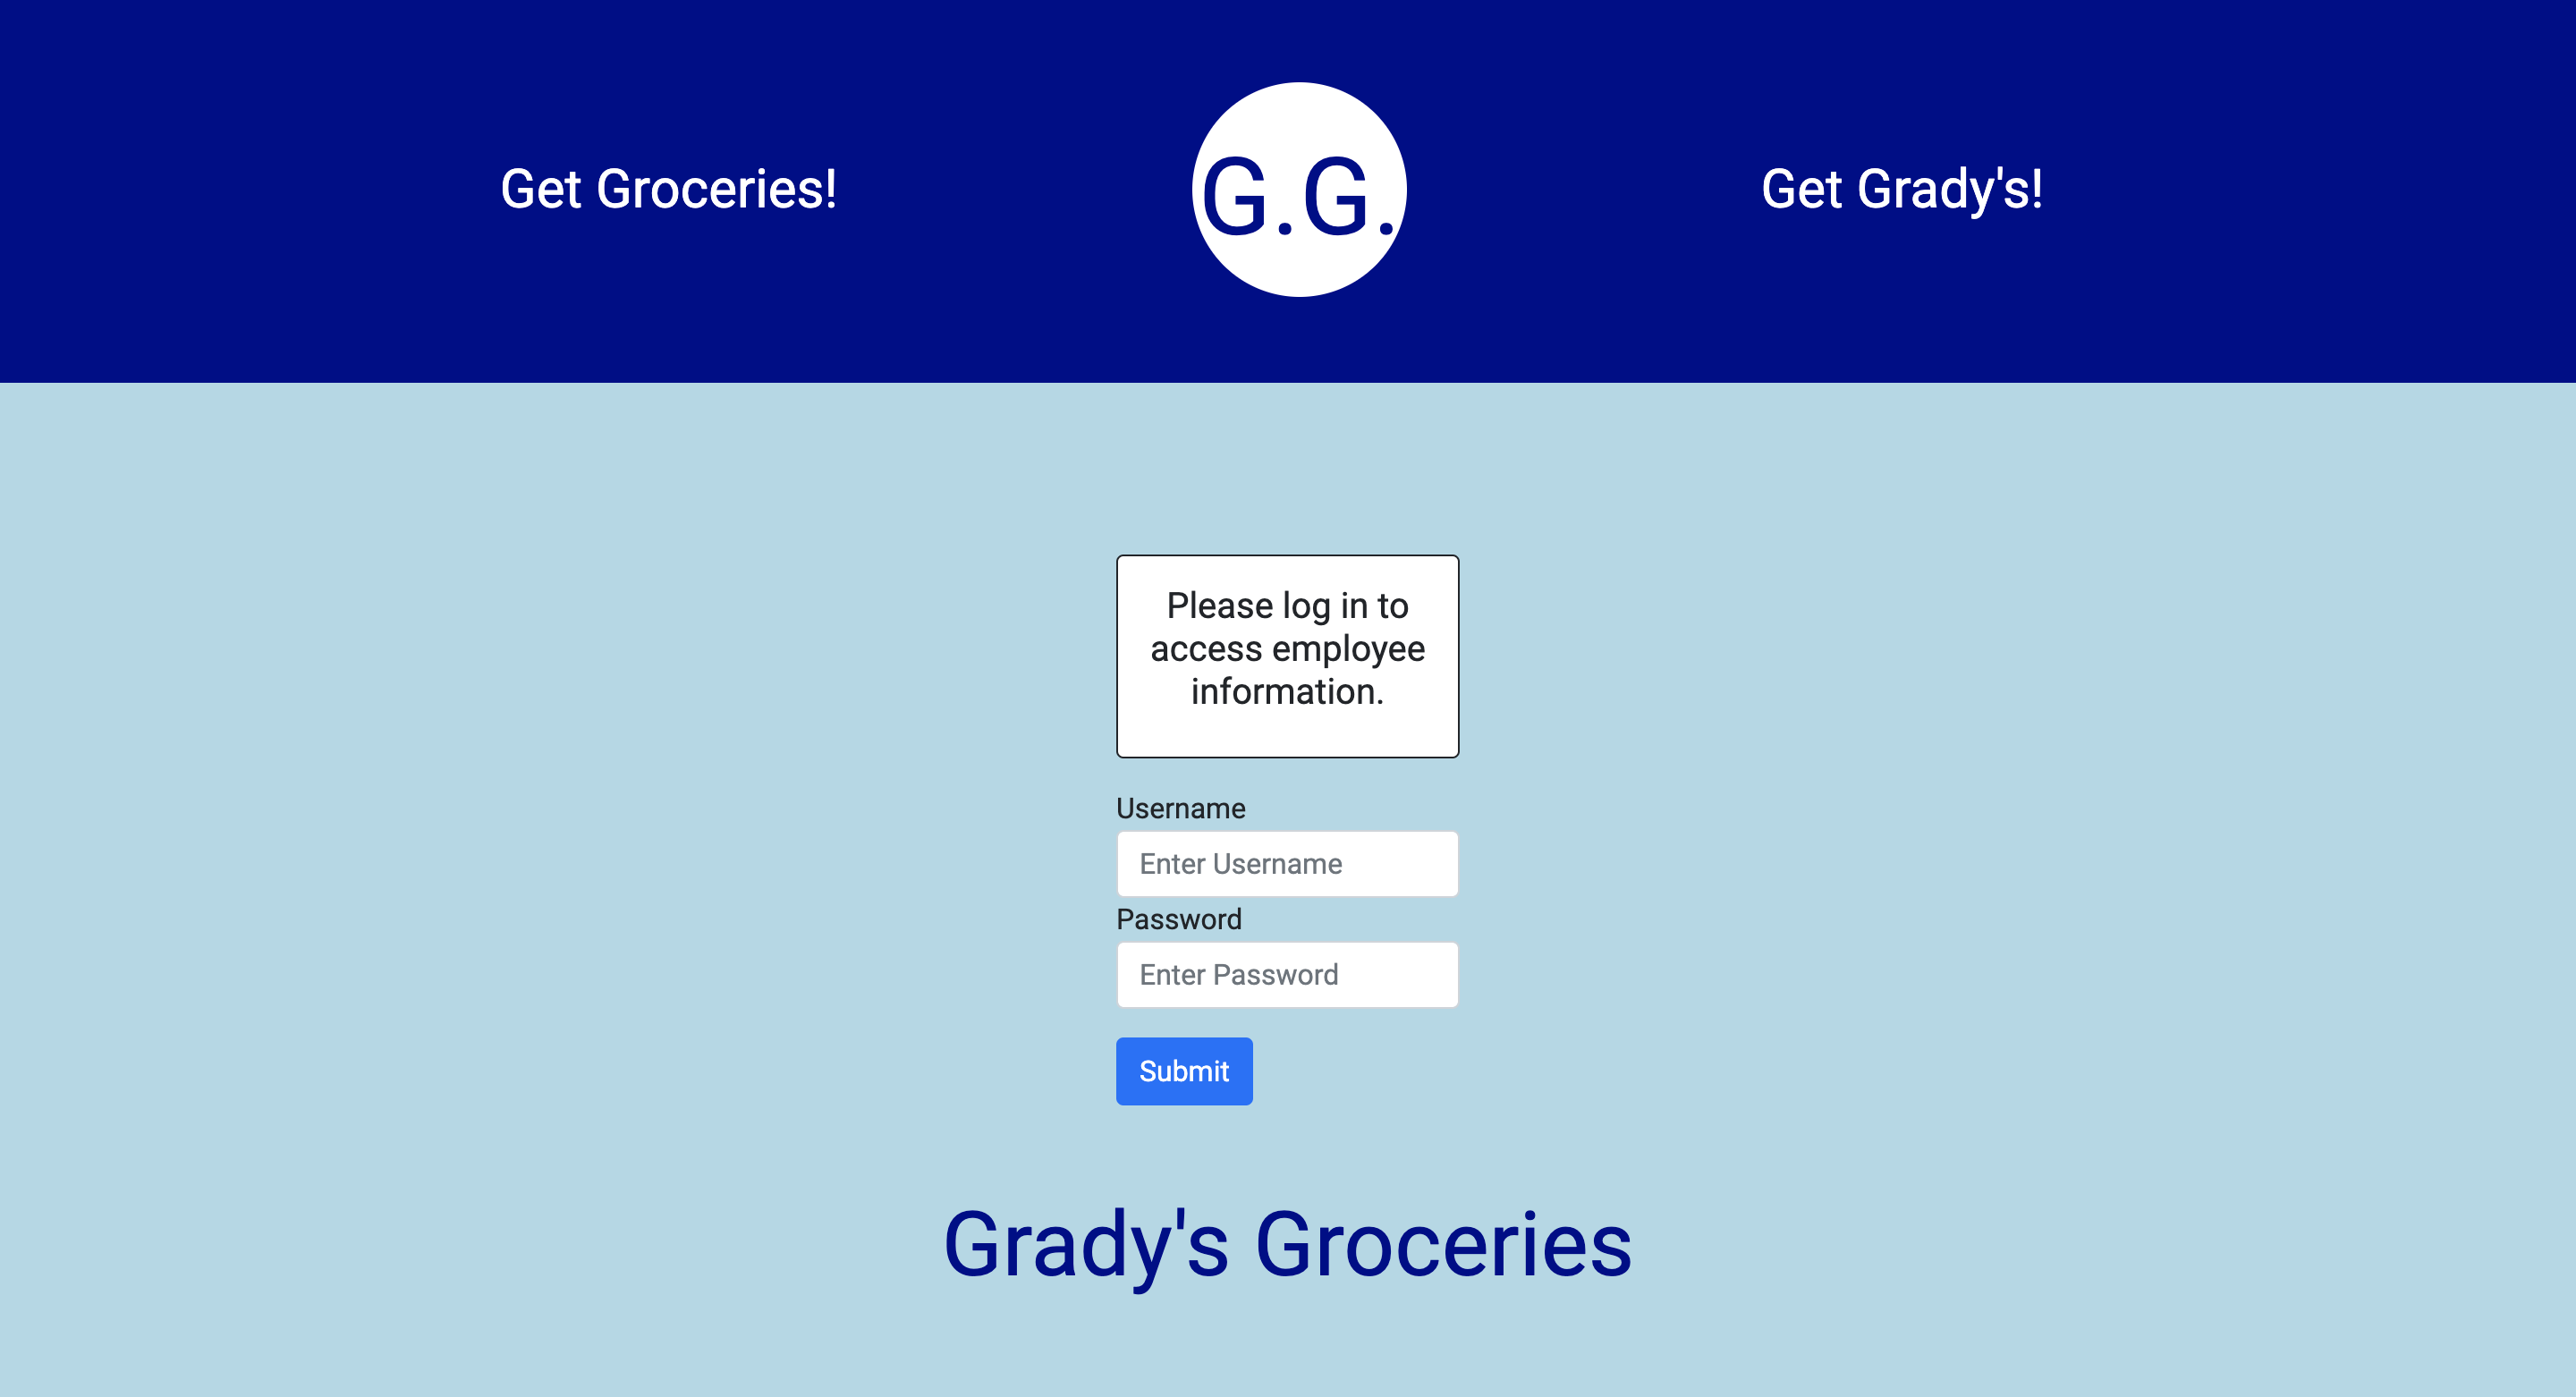 Get Groceries!
G.G.
Get Grady's!
Please log in to
access employee
information.
Username
Enter Username
Password
Enter Password
Submit
Grady's Groceries